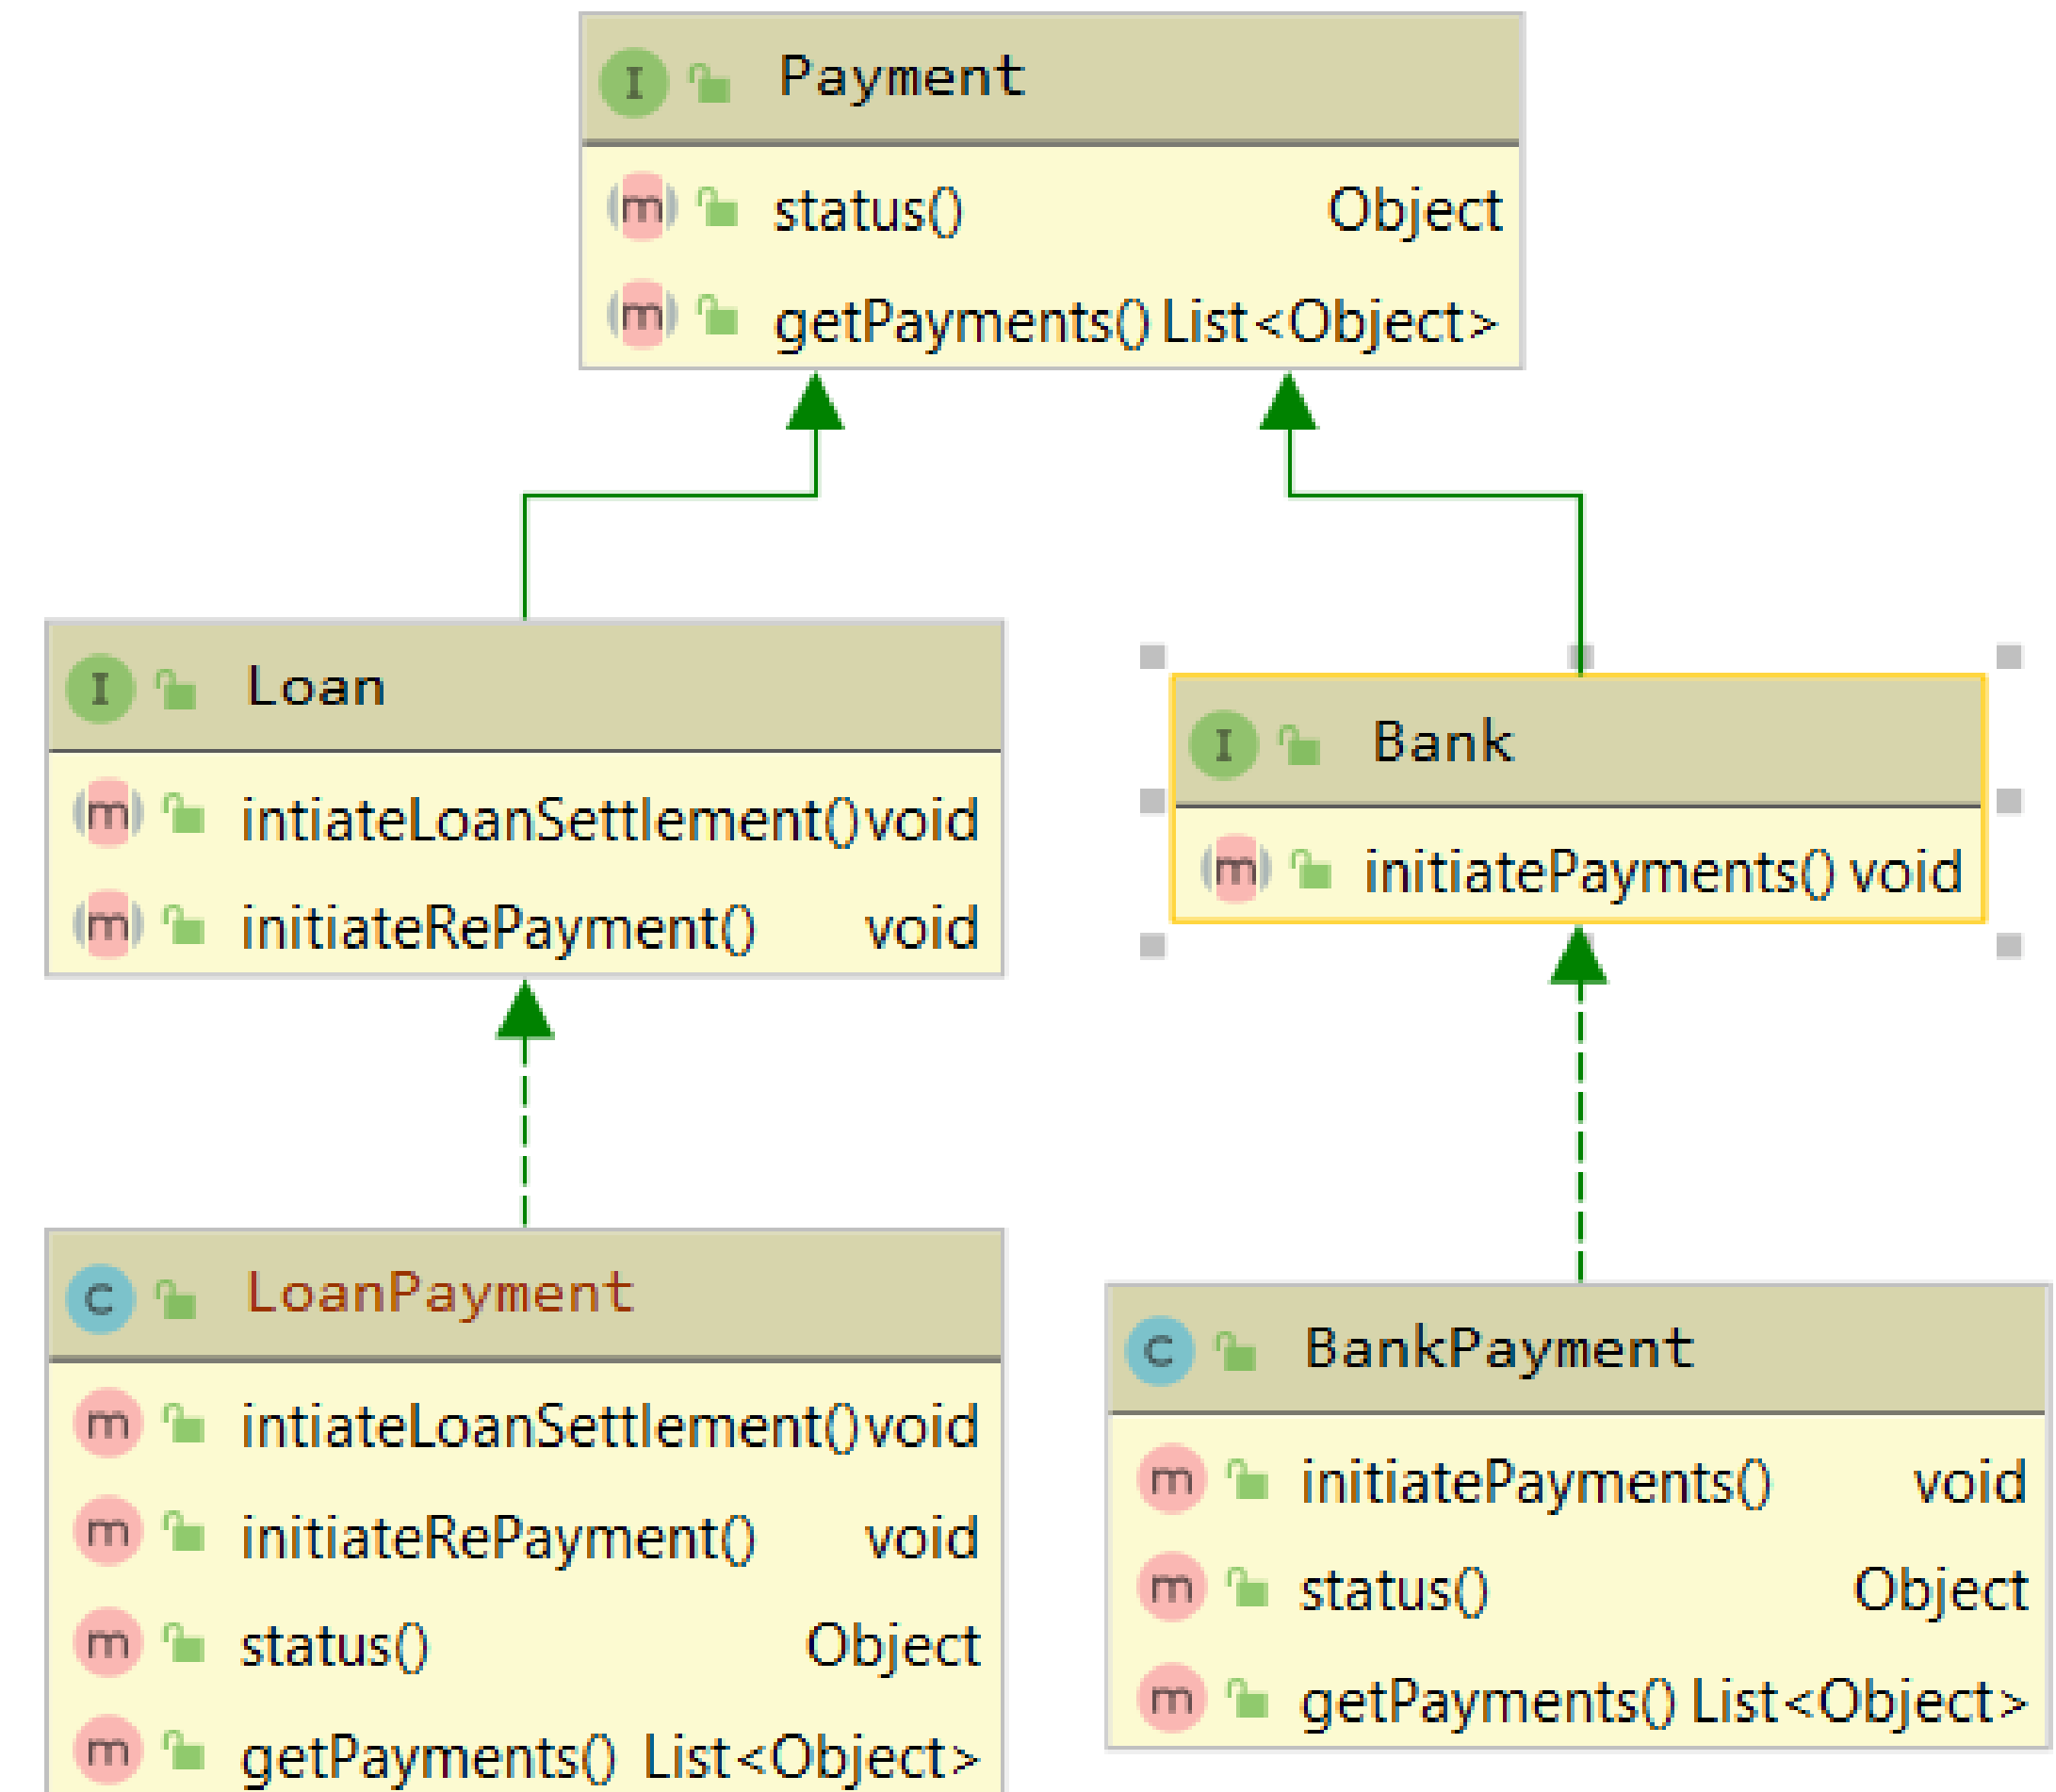 I Payment
m status() Object
m getPayments() List<Object>
I Loan
m intiateLoanSettlement() void
m initiateRePayment() void
I Bank
m initiatePayments() void
C LoanPayment
m intiateLoanSettlement() void
m initiateRePayment() void
m status() Object
m getPayments() List<Object>
C BankPayment
m initiatePayments() void
m status() Object
m getPayments() List<Object>